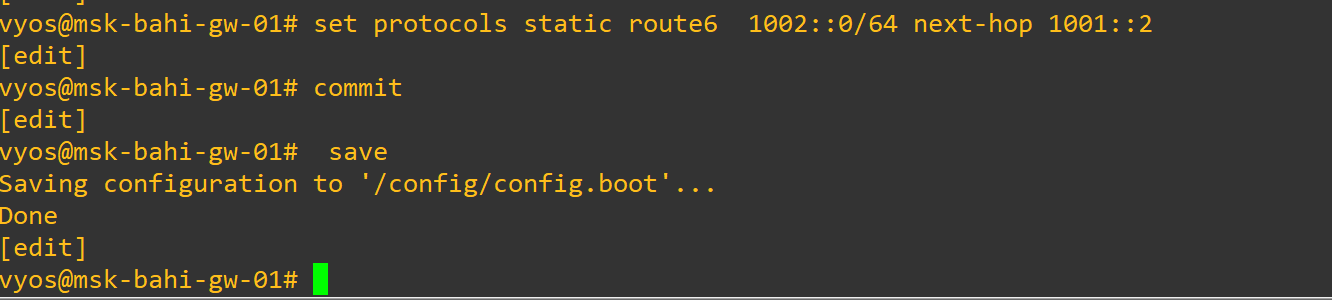 [edit]
vyos@msk-bahi-gw-01# set protocols static route6  1002::0/64 next-hop 1001::2
[edit]
vyos@msk-bahi-gw-01# commit
[edit]
vyos@msk-bahi-gw-01#  save
Saving configuration to '/config/config.boot'...
Done
[edit]
vyos@msk-bahi-gw-01#